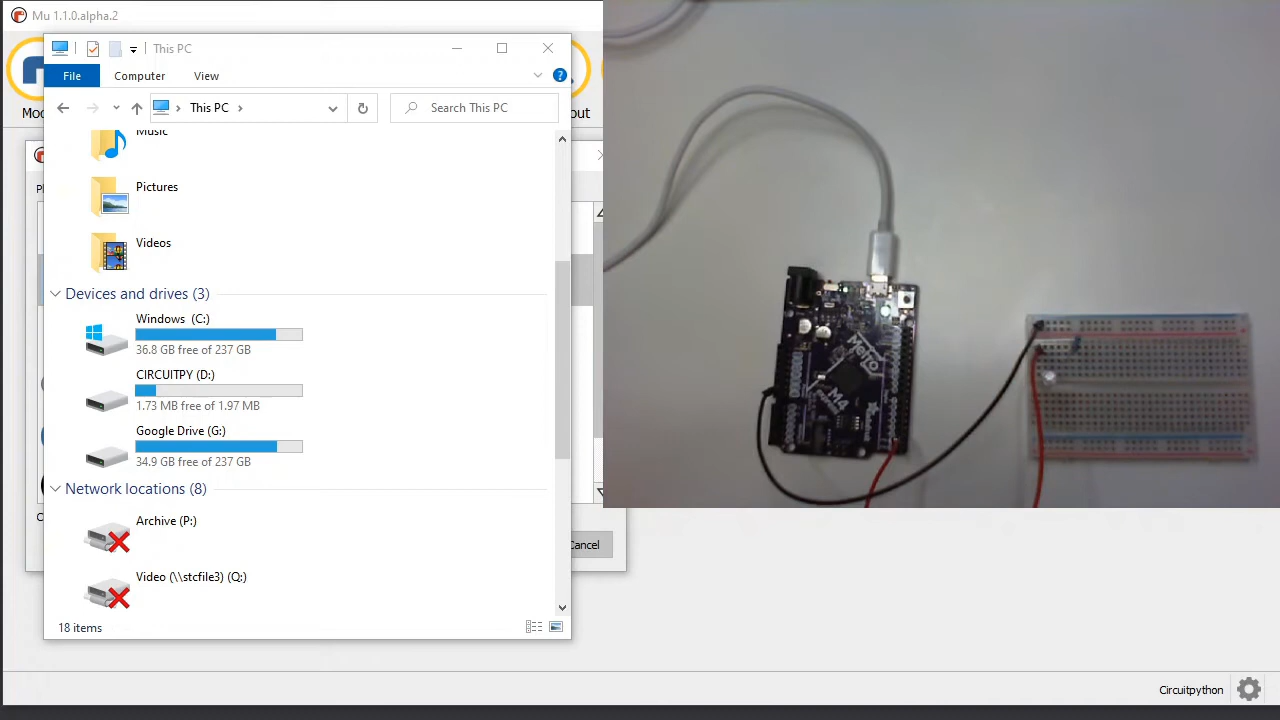 Mu 1.1.0.alpha.2
This PC
File
Computer
View
This PC
Search This PC
Music
Pictures
Videos
Devices and drives (3)
Windows (C:)
36.8 GB free of 237 GB
CIRCUITPY (D:)
1.73 MB free of 1.97 MB
Google Drive (G:)
34.9 GB free of 237 GB
Network locations (8)
Archive (P:)
Video (\\stcfile3) (Q:)
18 items
Cancel
Circuitpython
METRO
M4